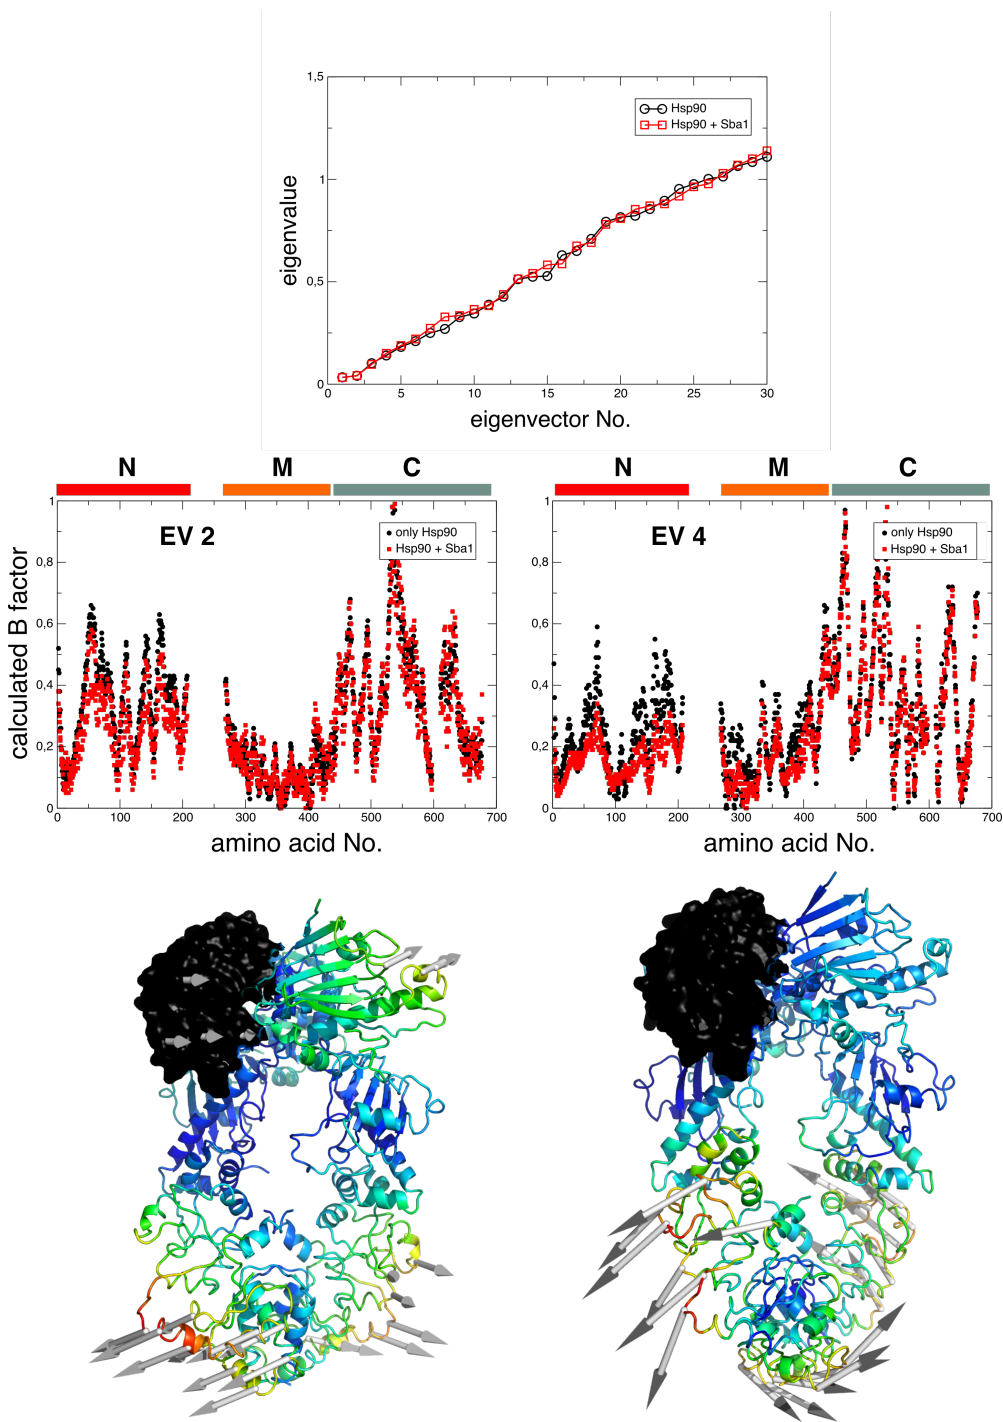 1,5
Hsp90
Hsp90 + Sba1
1
eigenvalue
0,5
0
0 5 10 15 20 25 30
eigenvector No.
N M C N M C
1
EV 2
only Hsp90
Hsp90 + Sba1
0,8
0,6
0,4
0,2
0
calculated B factor
0 100 200 300 400 500 600 700
amino acid No.
1
EV 4
only Hsp90
Hsp90 + Sba1
0,8
0,6
0,4
0,2
0
0 100 200 300 400 500 600 700
amino acid No.